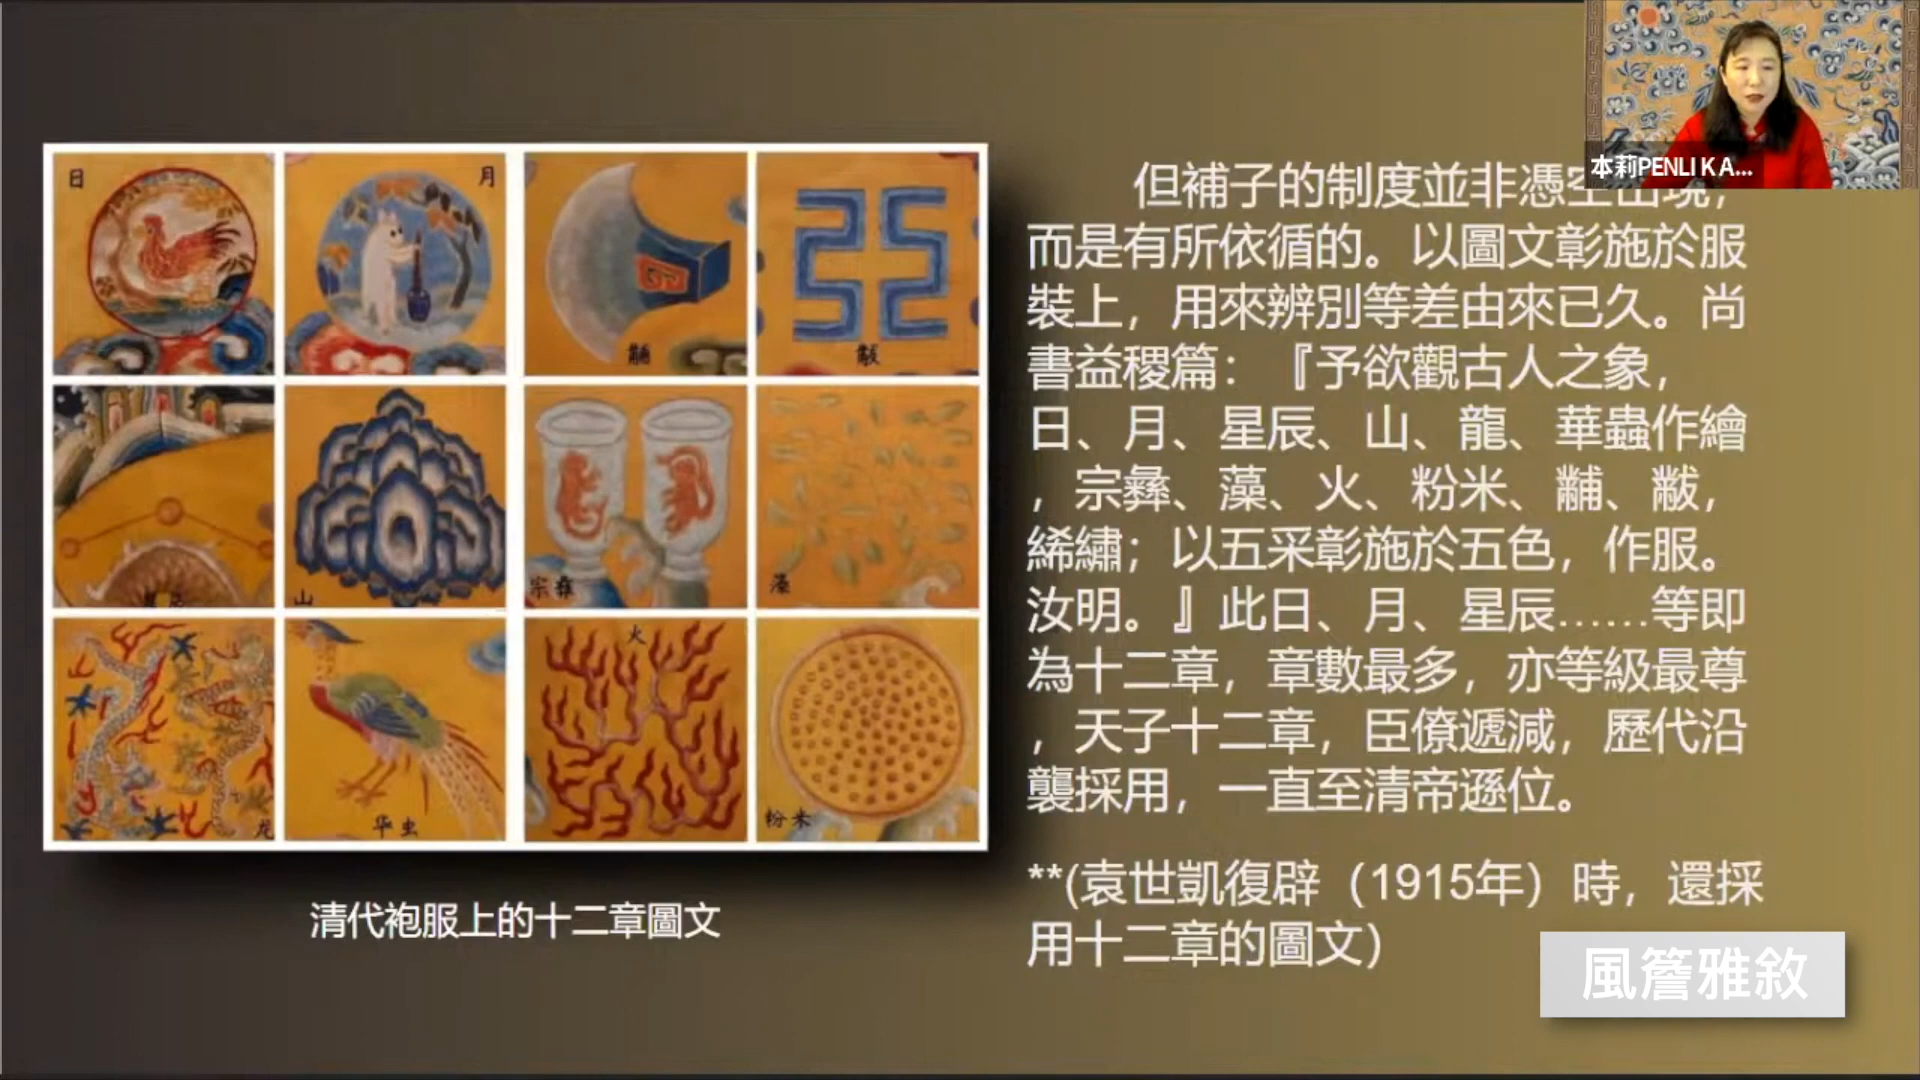 本莉PENLI K A...
日
月
黼
黻
山
宗彝
藻
龙
华虫
火
粉米
清代袍服上的十二章圖文
但補子的制度並非憑空出現，
而是有所依循的。以圖文彰施於服
裝上，用來辨別等差由來已久。尚
書益稷篇：『予欲觀古人之象，
日、月、星辰、山、龍、華蟲作繪
，宗彝、藻、火、粉米、黼、黻，
絺繡；以五采彰施於五色，作服。
汝明。』此日、月、星辰……等即
為十二章，章數最多，亦等級最尊
，天子十二章，臣僚遞減，歷代沿
襲採用，一直至清帝遜位。
**(袁世凱復辟（1915年）時，還採
用十二章的圖文）
風簷雅敘